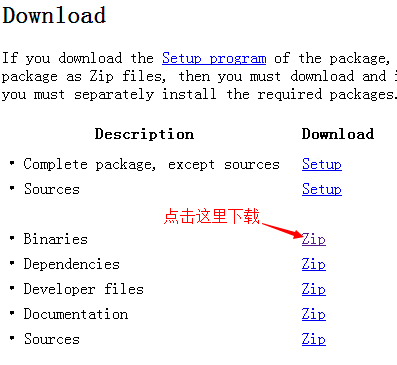 Download
If you download the Setup program of the package,
package as Zip files, then you must download and i
you must separately install the required packages.
Description Download
• Complete package, except sources Setup
• Sources Setup
点击这里下载
• Binaries Zip
• Dependencies Zip
• Developer files Zip
• Documentation Zip
• Sources Zip